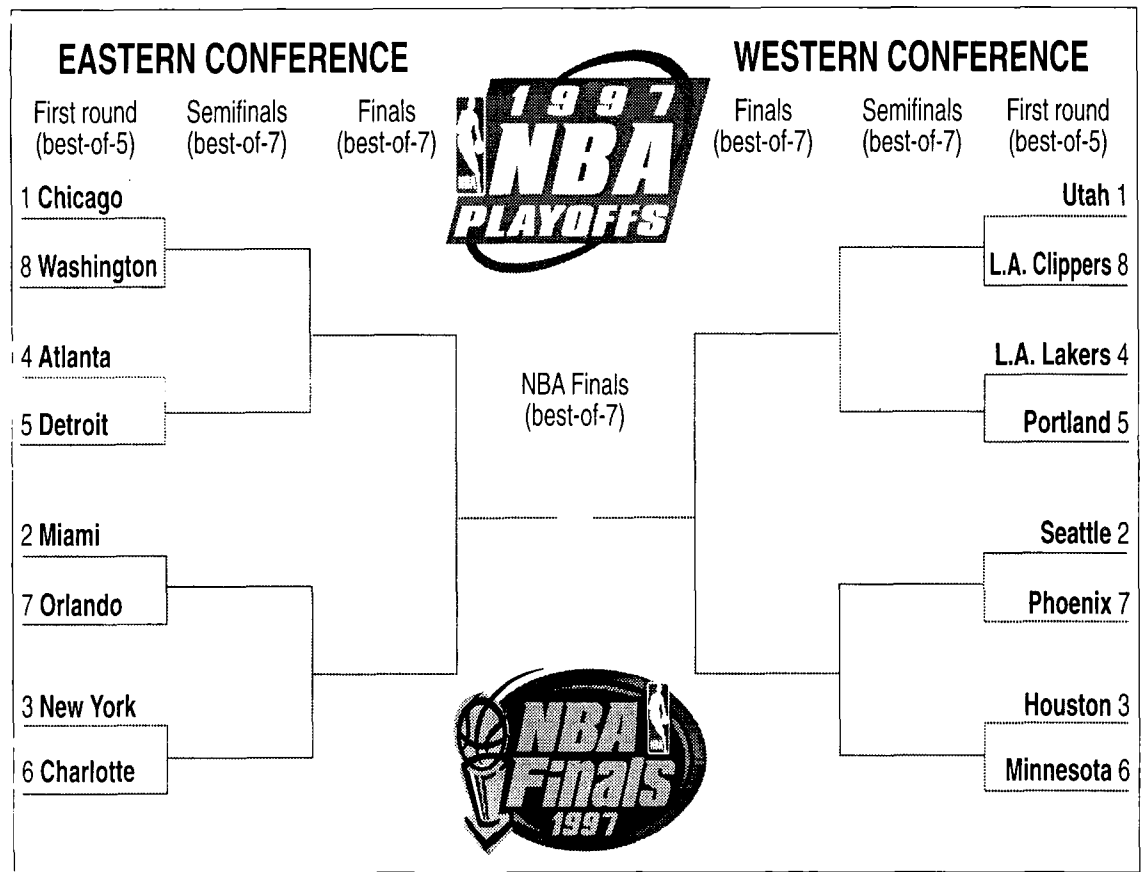 EASTERN CONFERENCE
First round
(best-of-5)
Semifinals
(best-of-7)
Finals
(best-of-7)
1 Chicago
8 Washington
4 Atlanta
5 Detroit
2 Miami
7 Orlando
3 New York
6 Charlotte
1997
NBA
PLAYOFFS
NBA Finals
(best-of-7)
NBA
Finals
1997
WESTERN CONFERENCE
Finals
(best-of-7)
Semifinals
(best-of-7)
First round
(best-of-5)
Utah 1
L.A. Clippers 8
L.A. Lakers 4
Portland 5
Seattle 2
Phoenix 7
Houston 3
Minnesota 6